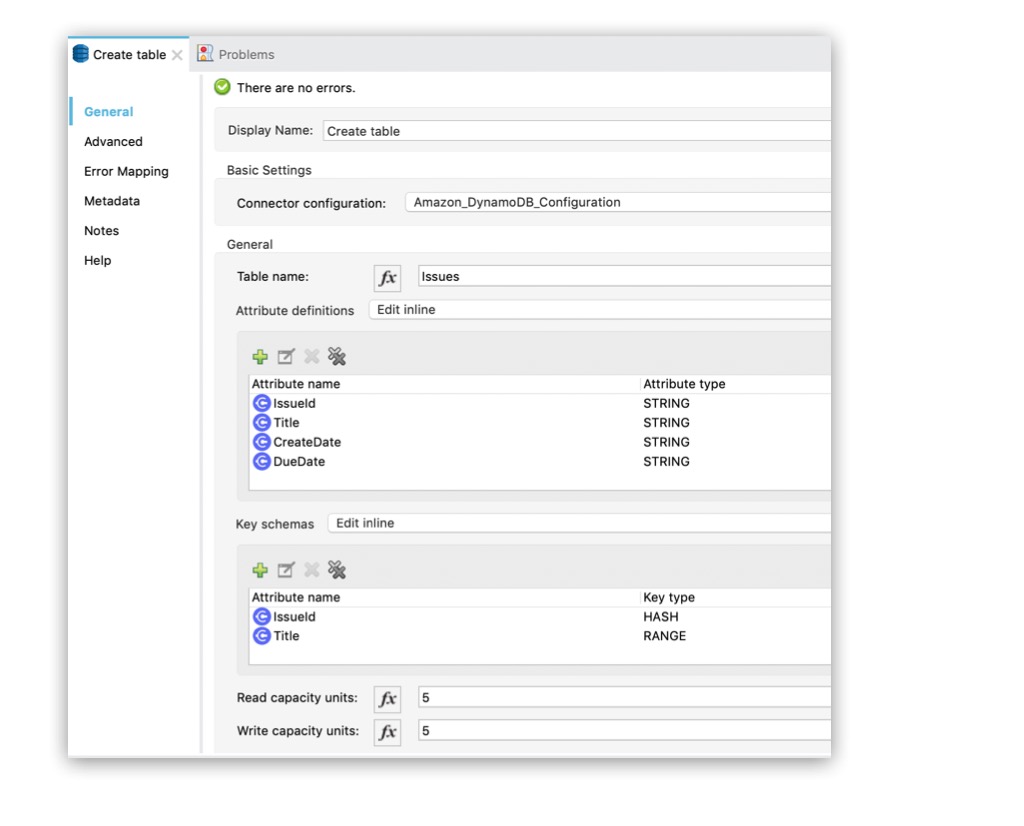 Create table Problems
There are no errors.
General
Display Name: Create table
Advanced
Error Mapping
Basic Settings
Metadata
Connector configuration: Amazon_DynamoDB_Configuration
Notes
General
Help
Table name: fx Issues
Attribute definitions Edit inline
Attribute name Attribute type
IssueId STRING
Title STRING
CreateDate STRING
DueDate STRING
Key schemas Edit inline
Attribute name Key type
IssueId HASH
Title RANGE
Read capacity units: fx 5
Write capacity units: fx 5